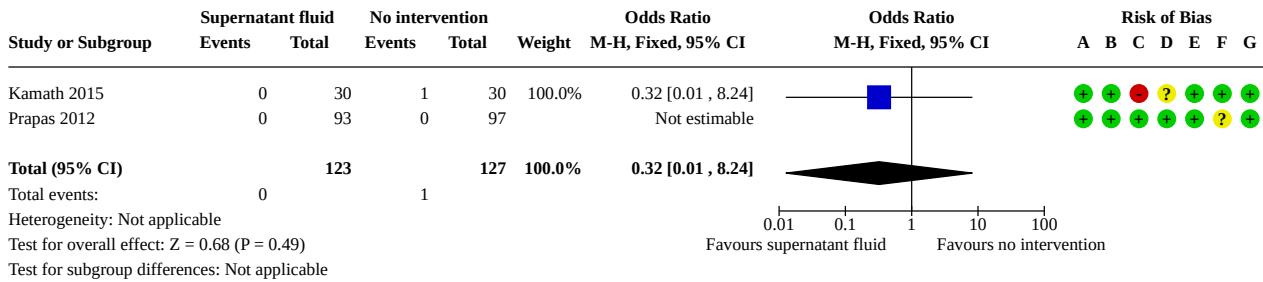 Supernatant fluid No intervention Odds Ratio Odds Ratio Risk of Bias
Study or Subgroup Events Total Events Total Weight M-H, Fixed, 95% CI M-H, Fixed, 95% CI A B C D E F G
Kamath 2015 0 30 1 30 100.0% 0.32 [0.01 , 8.24] + + - ? + + +
Prapas 2012 0 93 0 97 Not estimable + + + + + ? +
Total (95% CI) 123 127 100.0% 0.32 [0.01 , 8.24]
Total events: 0 1
Heterogeneity: Not applicable 0.01 0.1 1 10 100
Test for overall effect: Z = 0.68 (P = 0.49) Favours supernatant fluid Favours no intervention
Test for subgroup differences: Not applicable